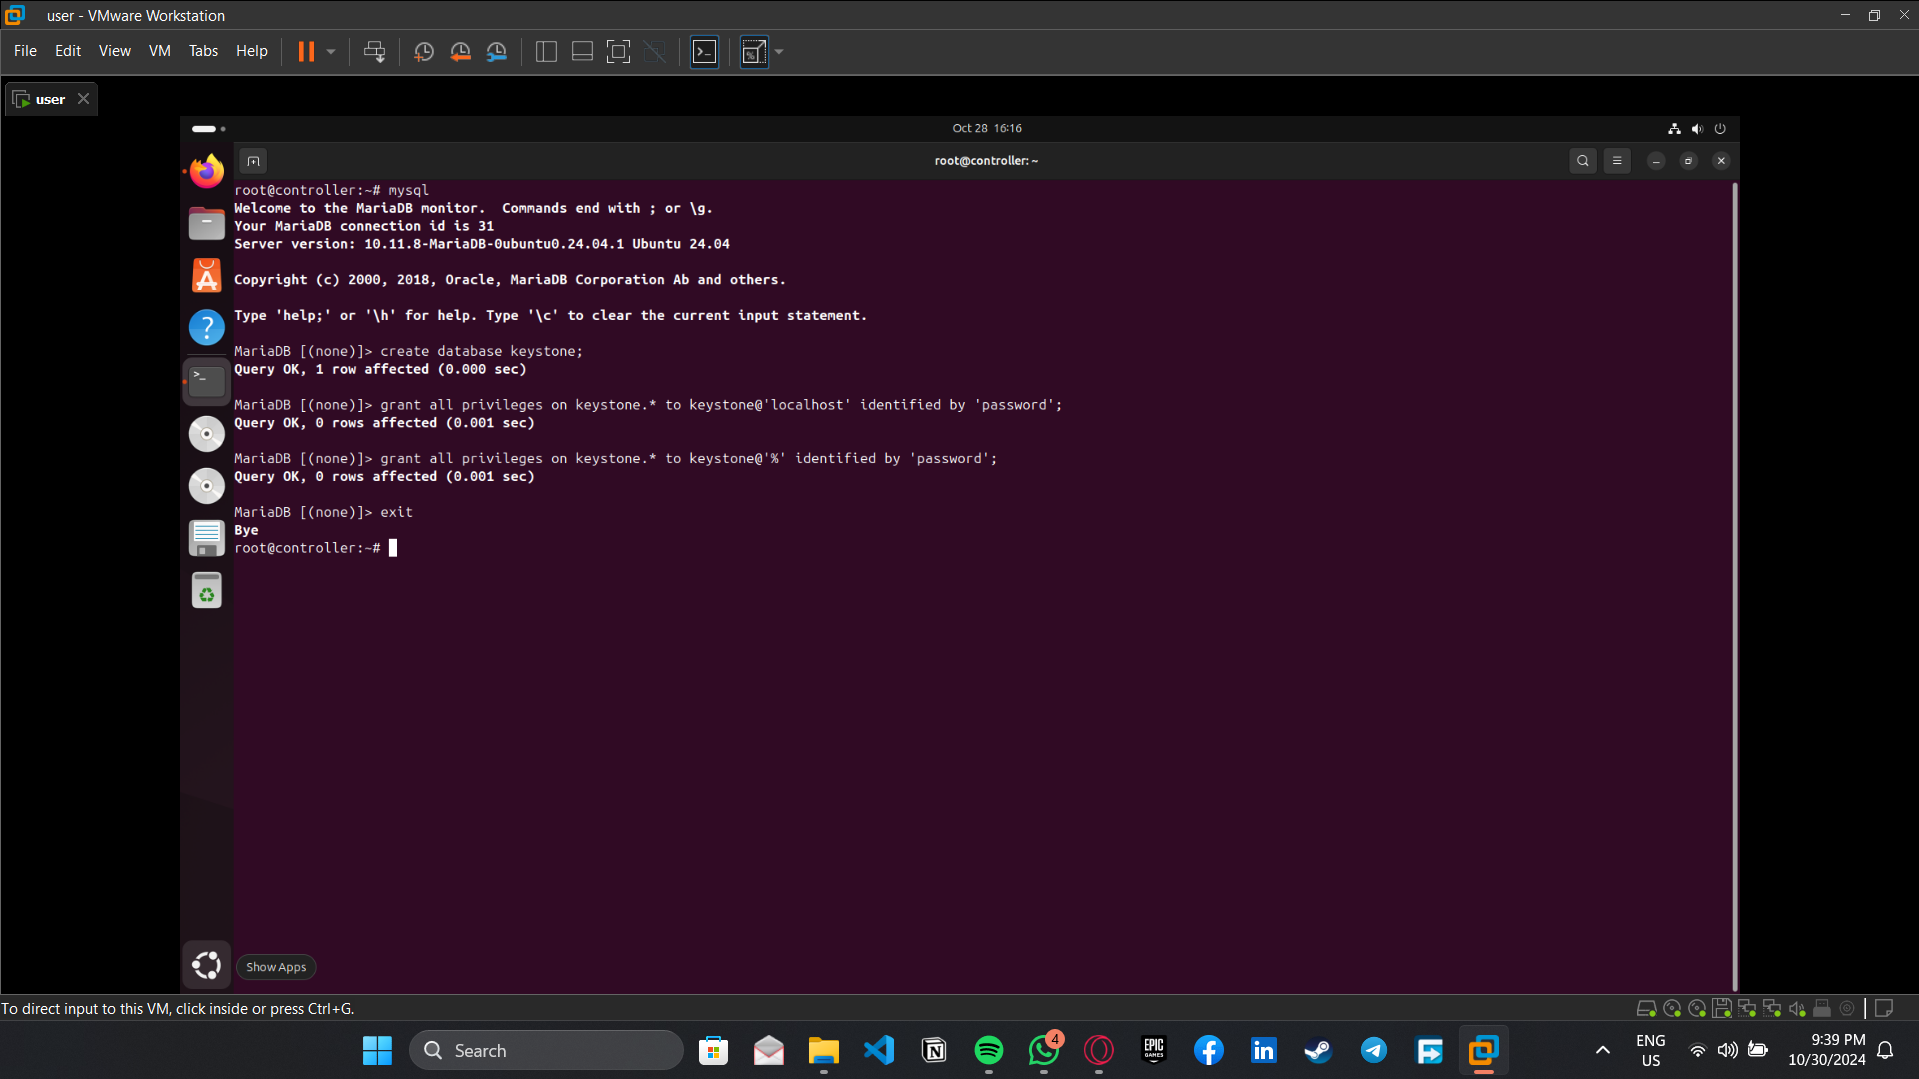 user - VMware Workstation
File Edit View VM Tabs Help
user
Oct 28 16:16
root@controller: ~
root@controller:~# mysql
Welcome to the MariaDB monitor.  Commands end with ; or \g.
Your MariaDB connection id is 31
Server version: 10.11.8-MariaDB-0ubuntu0.24.04.1 Ubuntu 24.04
Copyright (c) 2000, 2018, Oracle, MariaDB Corporation Ab and others.
Type 'help;' or '\h' for help. Type '\c' to clear the current input statement.
MariaDB [(none)]> create database keystone;
Query OK, 1 row affected (0.000 sec)
MariaDB [(none)]> grant all privileges on keystone.* to keystone@'localhost' identified by 'password';
Query OK, 0 rows affected (0.001 sec)
MariaDB [(none)]> grant all privileges on keystone.* to keystone@'%' identified by 'password';
Query OK, 0 rows affected (0.001 sec)
MariaDB [(none)]> exit
Bye
root@controller:~#
Show Apps
To direct input to this VM, click inside or press Ctrl+G.
Search
4
EPIC
GAMES
ENG
US
9:39 PM
10/30/2024